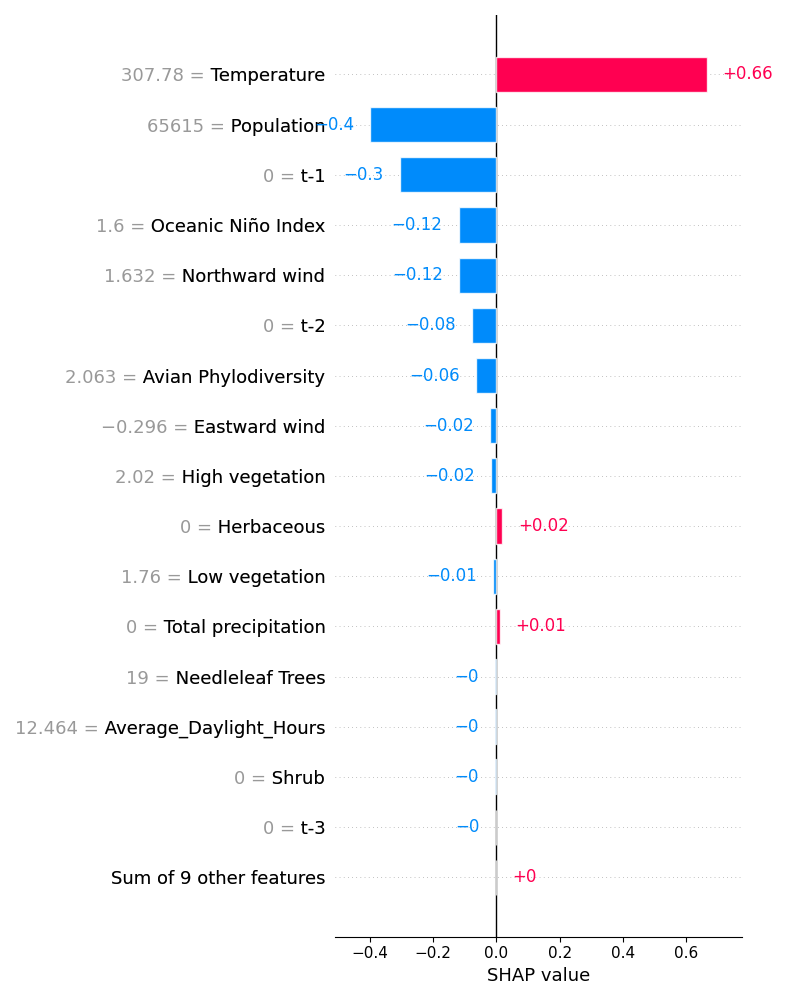 307.78 = Temperature +0.66
65615 = Population −0.4
0 = t-1 −0.3
1.6 = Oceanic Niño Index −0.12
1.632 = Northward wind −0.12
0 = t-2 −0.08
2.063 = Avian Phylodiversity −0.06
−0.296 = Eastward wind −0.02
2.02 = High vegetation −0.02
0 = Herbaceous +0.02
1.76 = Low vegetation −0.01
0 = Total precipitation +0.01
19 = Needleleaf Trees −0
12.464 = Average_Daylight_Hours −0
0 = Shrub −0
0 = t-3 −0
Sum of 9 other features +0
−0.4 −0.2 0.0 0.2 0.4 0.6
SHAP value